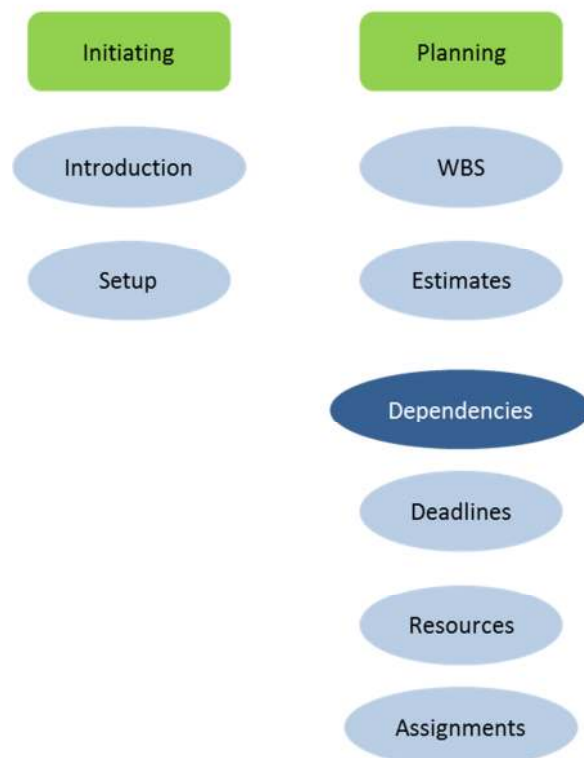 Initiating
Introduction
Setup
Planning
WBS
Estimates
Dependencies
Deadlines
Resources
Assignments